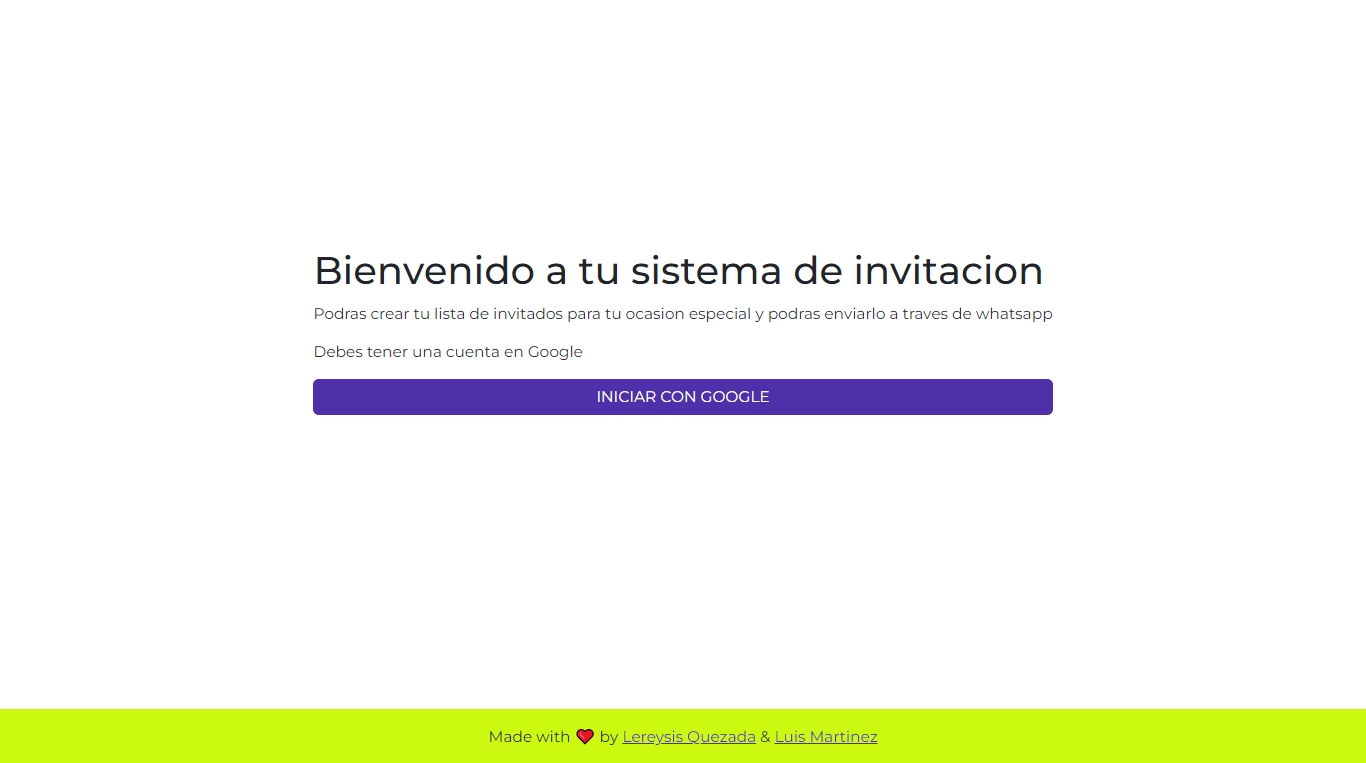 Bienvenido a tu sistema de invitacion
Podras crear tu lista de invitados para tu ocasion especial y podras enviarlo a traves de whatsapp
Debes tener una cuenta en Google
INICIAR CON GOOGLE
Made with ❤️ by Lereysis Quezada & Luis Martinez